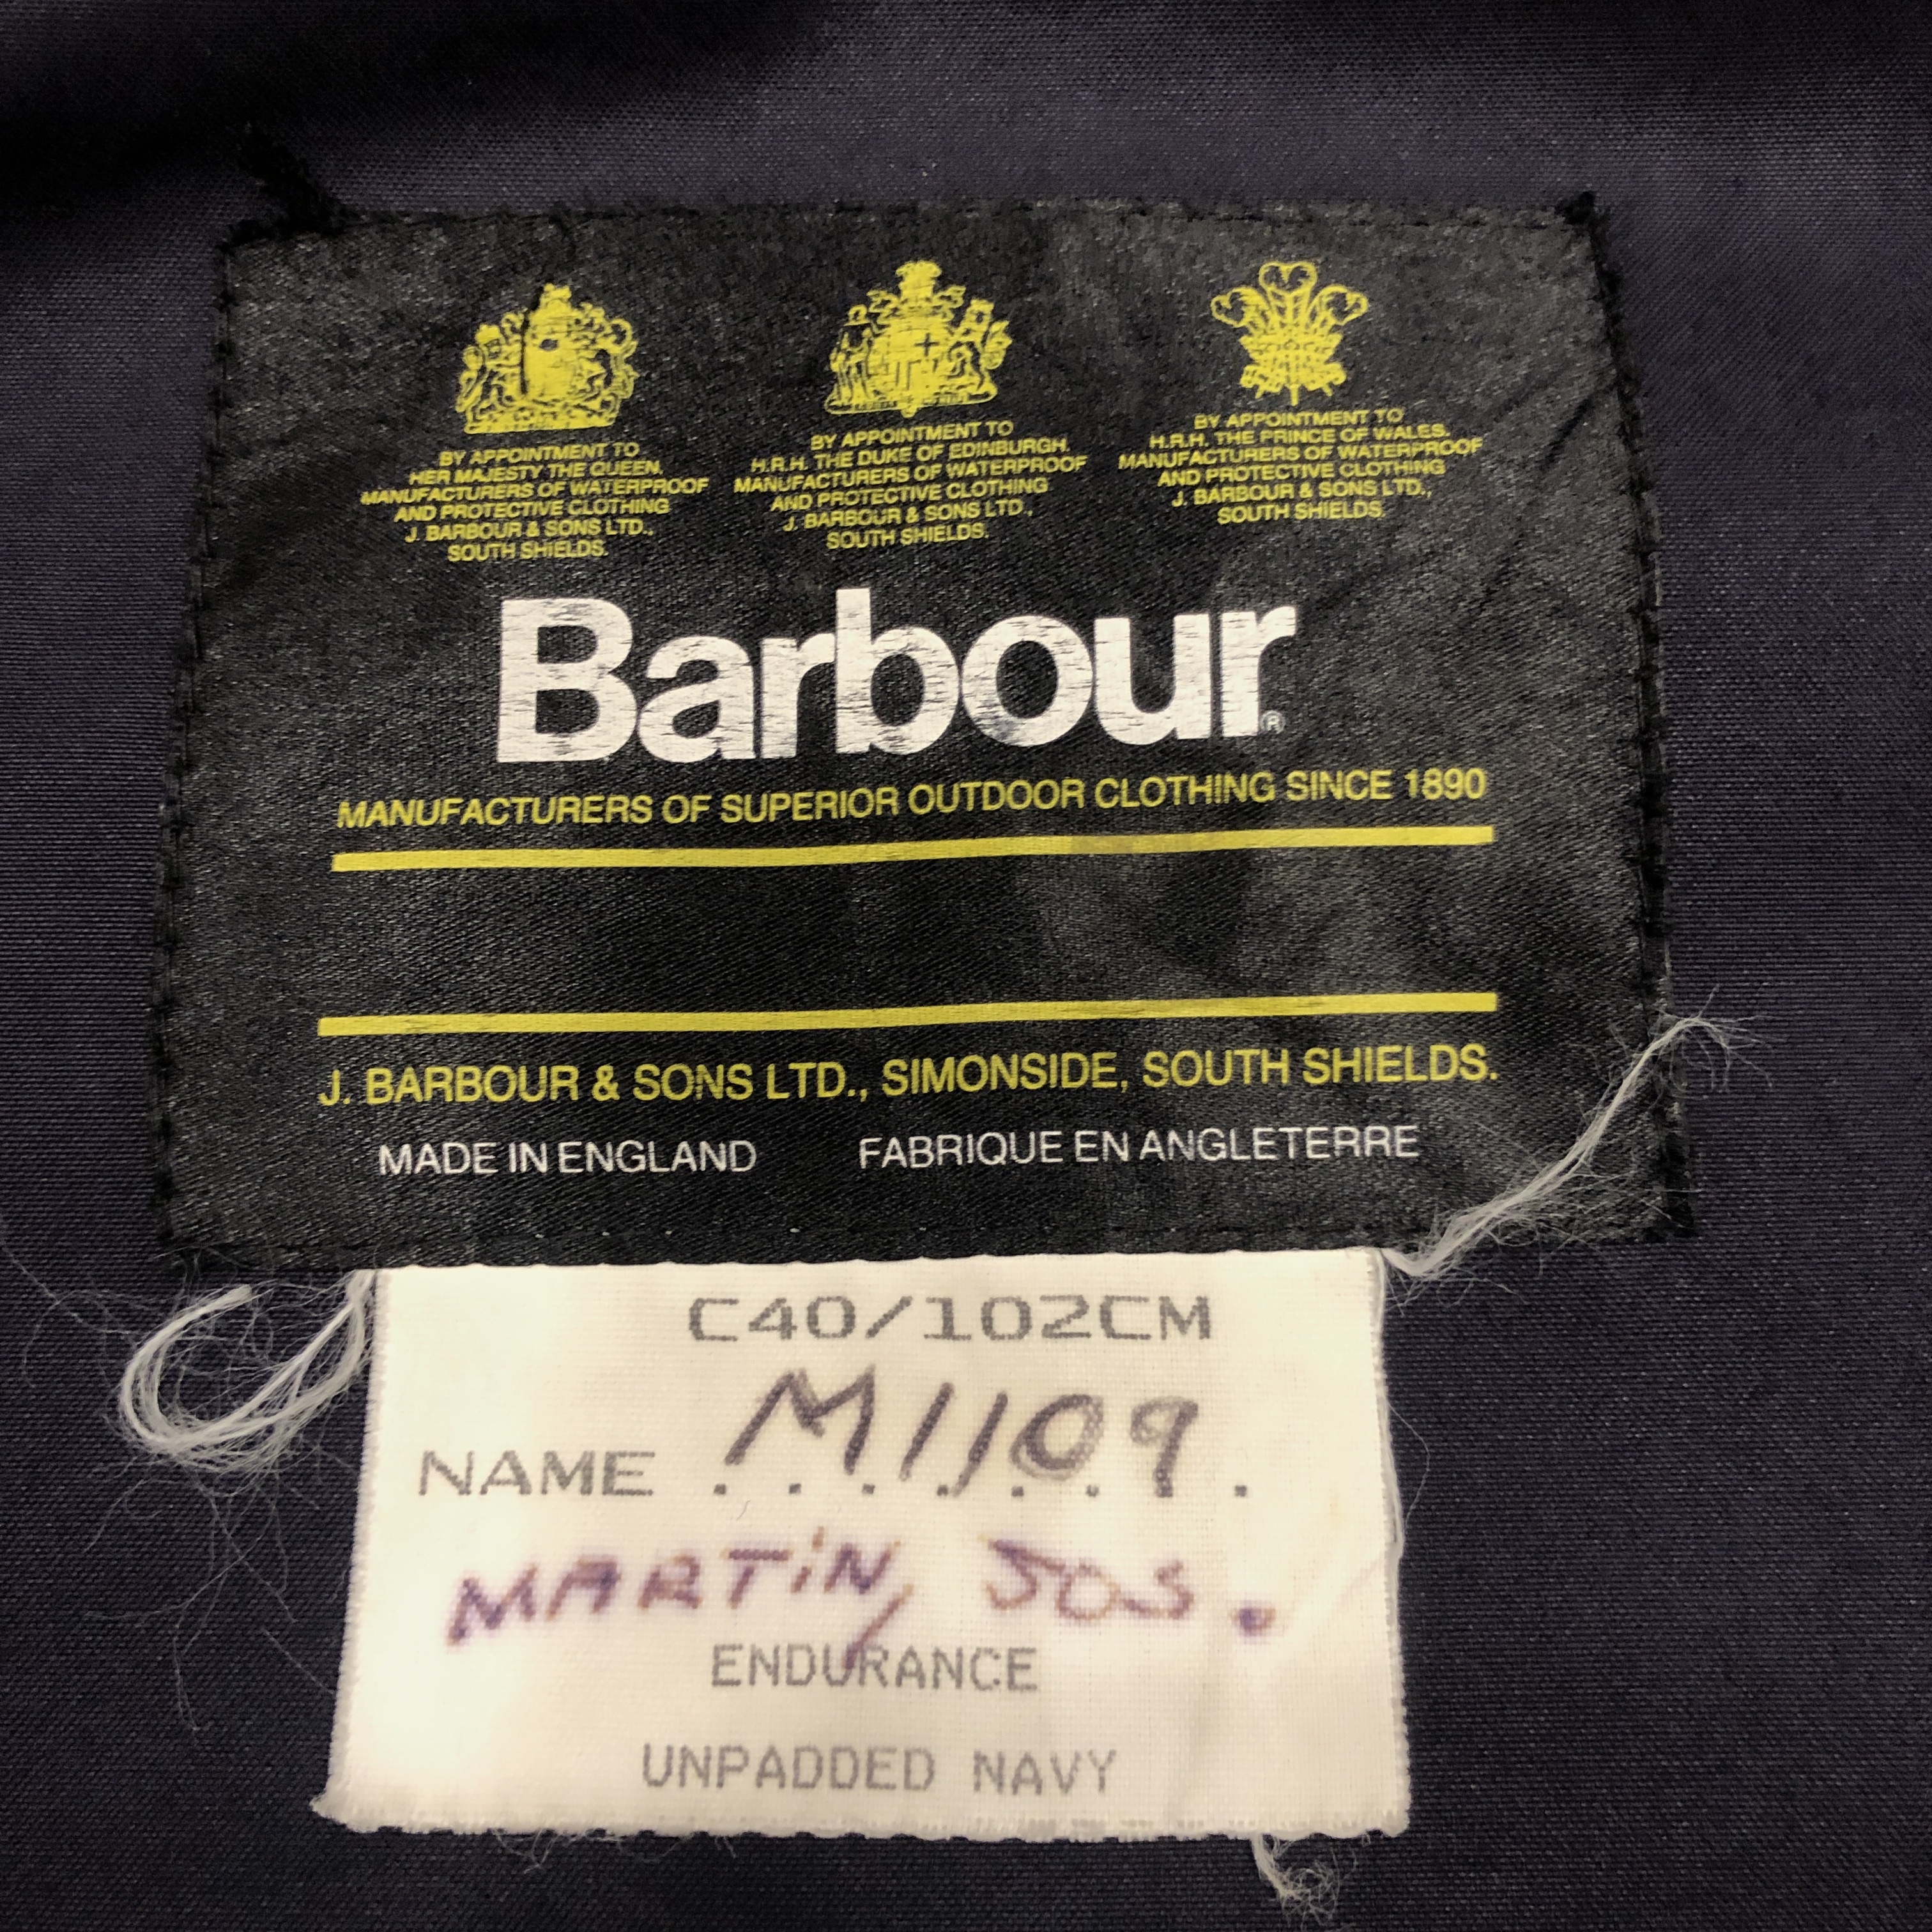 BY APPOINTMENT TO
HER MAJESTY THE QUEEN,
MANUFACTURERS OF WATERPROOF
AND PROTECTIVE CLOTHING
J. BARBOUR & SONS LTD.,
SOUTH SHIELDS.
BY APPOINTMENT TO
H.R.H. THE DUKE OF EDINBURGH.
MANUFACTURERS OF WATERPROOF
AND PROTECTIVE CLOTHING
J. BARBOUR & SONS LTD.,
SOUTH SHIELDS.
BY APPOINTMENT TO
H.R.H. THE PRINCE OF WALES.
MANUFACTURERS OF WATERPROOF
AND PROTECTIVE CLOTHING
J. BARBOUR & SONS LTD.,
SOUTH SHIELDS.
Barbour®
MANUFACTURERS OF SUPERIOR OUTDOOR CLOTHING SINCE 1890
J. BARBOUR & SONS LTD., SIMONSIDE, SOUTH SHIELDS.
MADE IN ENGLAND FABRIQUE EN ANGLETERRE
C40/102CM
NAME M1109
MARTiN, JOS.
ENDURANCE
UNPADDED NAVY